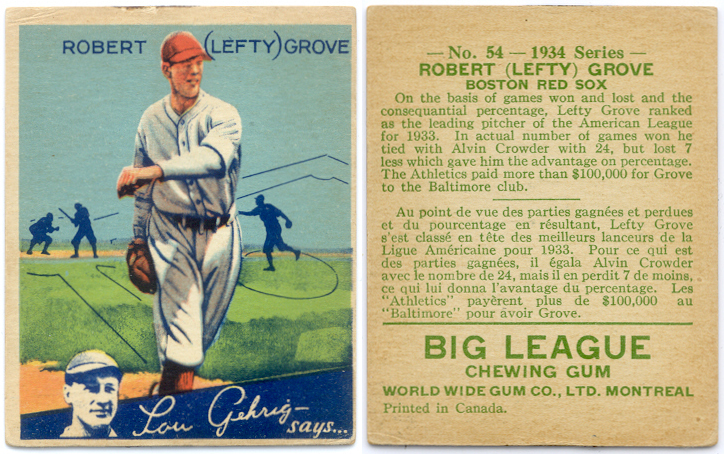 ROBERT (LEFTY) GROVE
Lou Gehrig-
says...
— No. 54 — 1934 Series —
ROBERT (LEFTY) GROVE
BOSTON RED SOX
On the basis of games won and lost and the
consequantial percentage, Lefty Grove ranked
as the leading pitcher of the American League
for 1933. In actual number of games won he
tied with Alvin Crowder with 24, but lost 7
less which gave him the advantage on percentage.
The Athletics paid more than $100,000 for Grove
to the Baltimore club.
Au point de vue des parties gagnées et perdues
et du pourcentage en résultant, Lefty Grove
s'est classé en tête des meilleurs lanceurs de la
Ligue Américaine pour 1933. Pour ce qui est
des parties gagnées, il égala Alvin Crowder
avec le nombre de 24, mais il en perdit 7 de moins,
ce qui lui donna l'avantage du percentage. Les
"Athletics" payèrent plus de $100,000 au
"Baltimore" pour avoir Grove.
BIG LEAGUE
CHEWING GUM
WORLD WIDE GUM CO., LTD. MONTREAL
Printed in Canada.